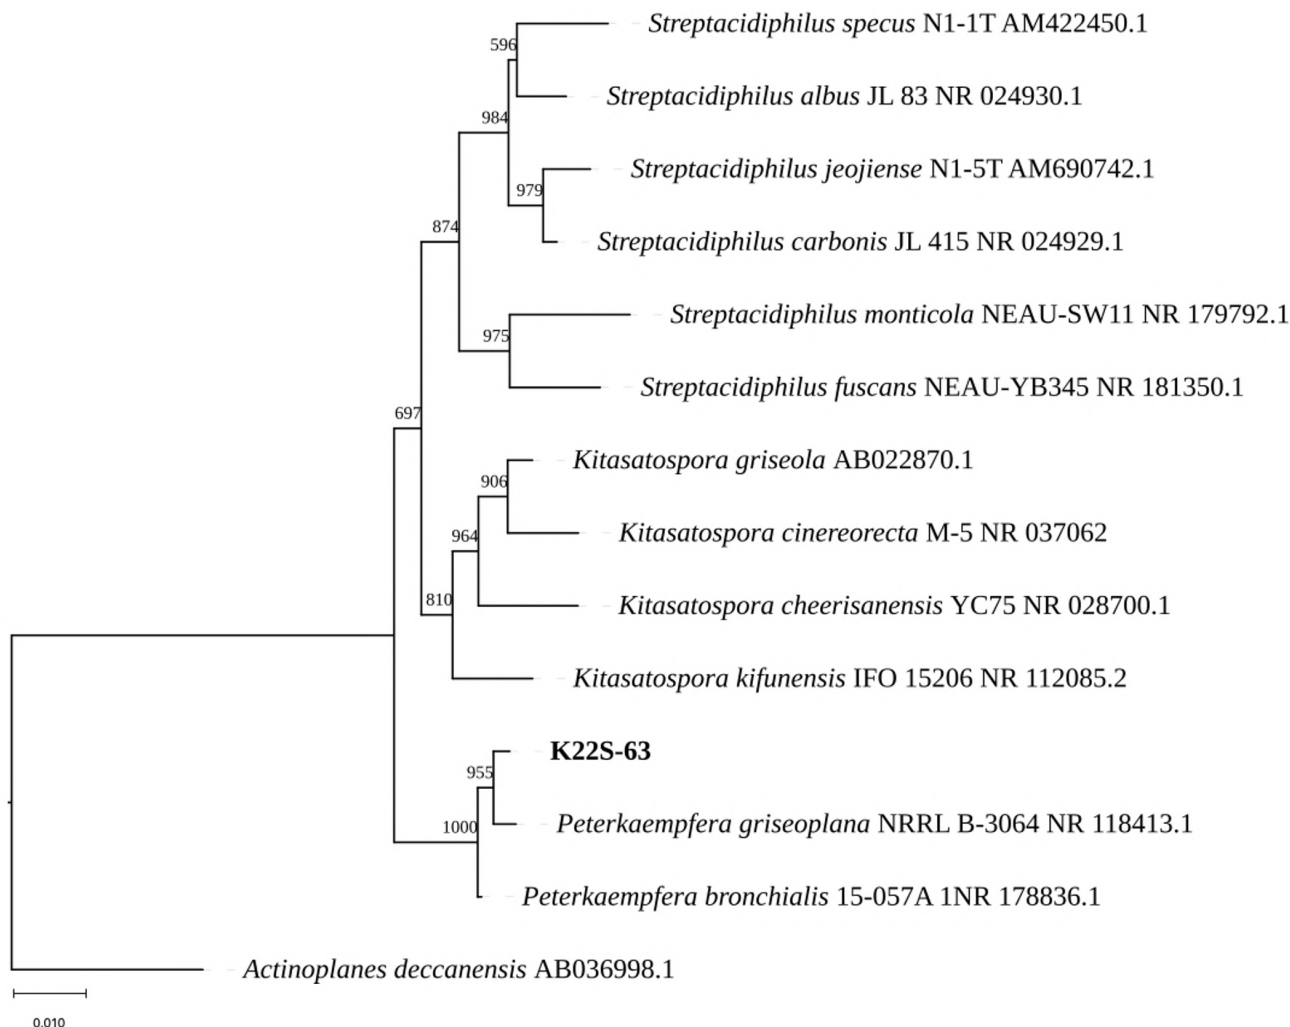 Streptacidiphilus specus N1-1T AM422450.1
596
Streptacidiphilus albus JL 83 NR 024930.1
984
Streptacidiphilus jeojiense N1-5T AM690742.1
979
874
Streptacidiphilus carbonis JL 415 NR 024929.1
Streptacidiphilus monticola NEAU-SW11 NR 179792.1
975
Streptacidiphilus fuscans NEAU-YB345 NR 181350.1
697
Kitasatospora griseola AB022870.1
906
Kitasatospora cinereorecta M-5 NR 037062
964
810
Kitasatospora cheerisanensis YC75 NR 028700.1
Kitasatospora kifunensis IFO 15206 NR 112085.2
K22S-63
955
Peterkaempfera griseoplana NRRL B-3064 NR 118413.1
1000
Peterkaempfera bronchialis 15-057A 1NR 178836.1
Actinoplanes deccanensis AB036998.1
0.010